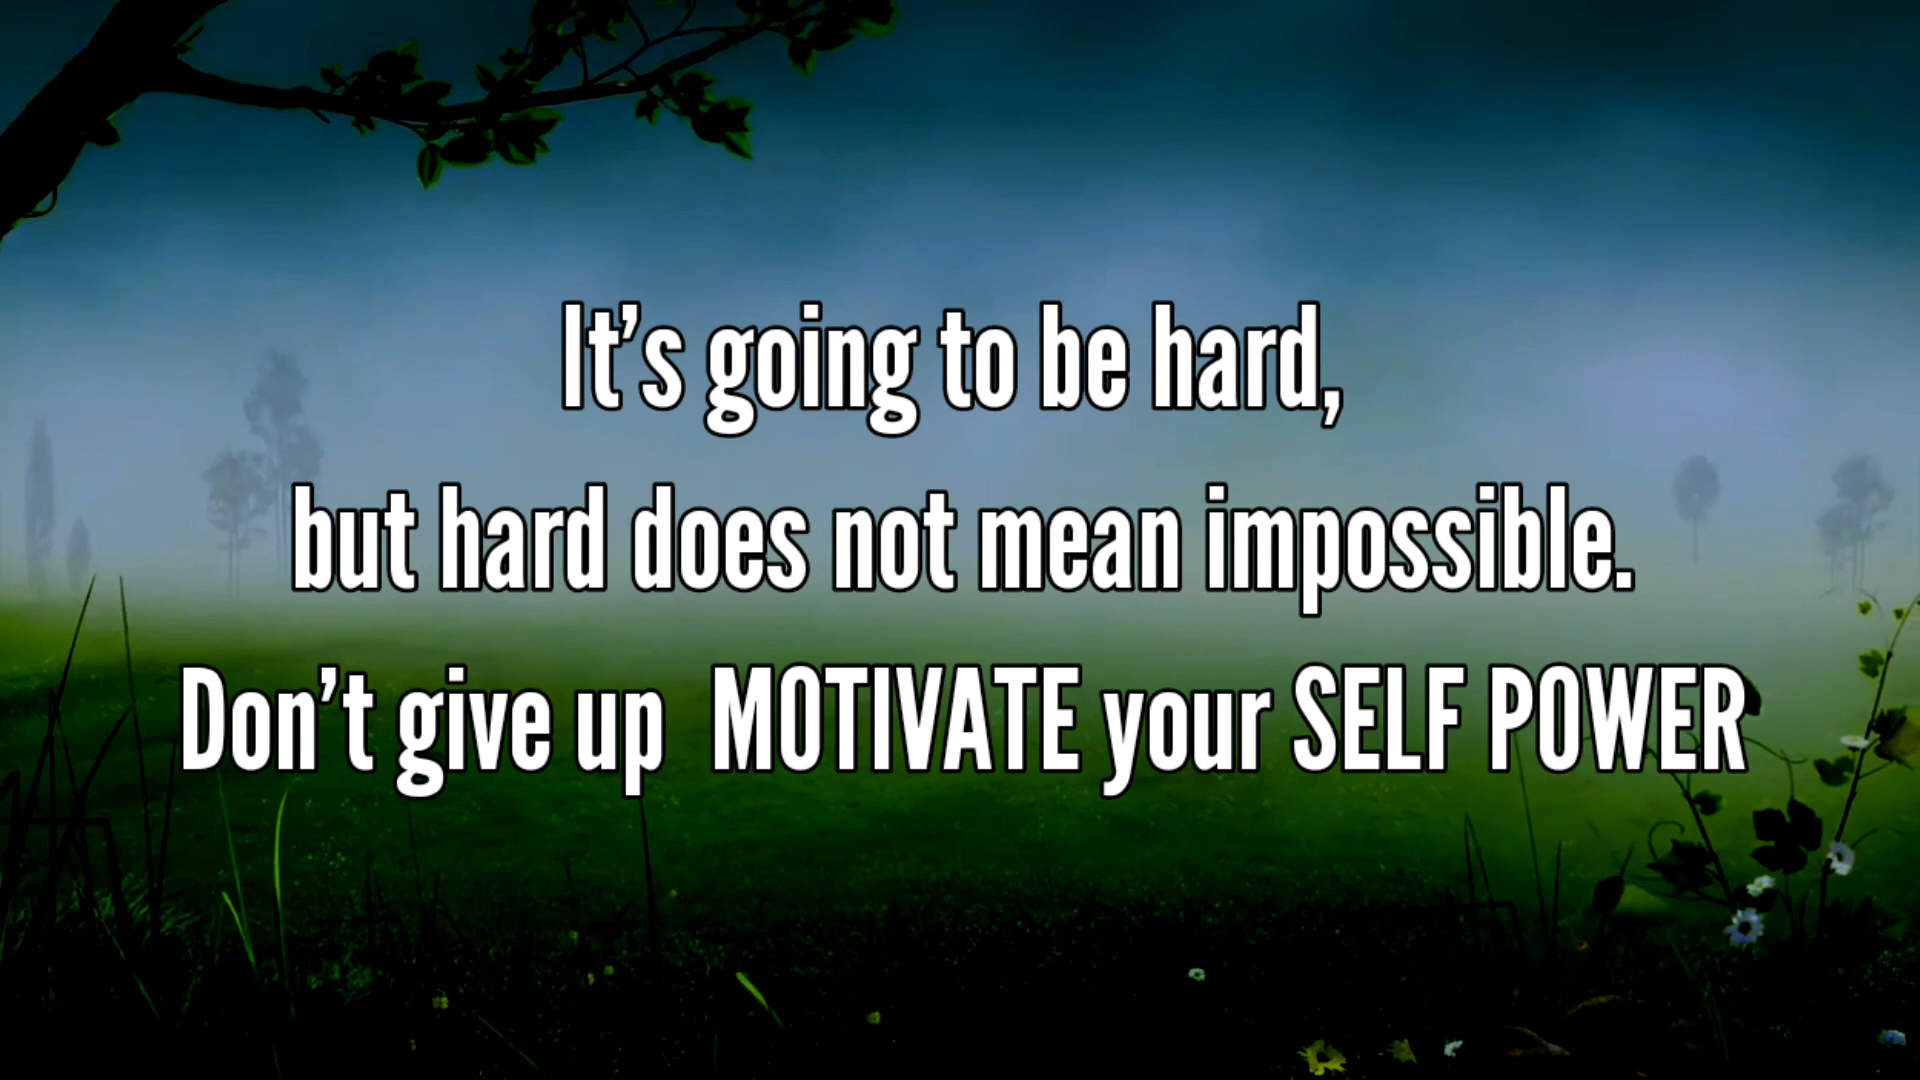 It’s going to be hard,
but hard does not mean impossible.
Don’t give up  MOTIVATE your SELF POWER